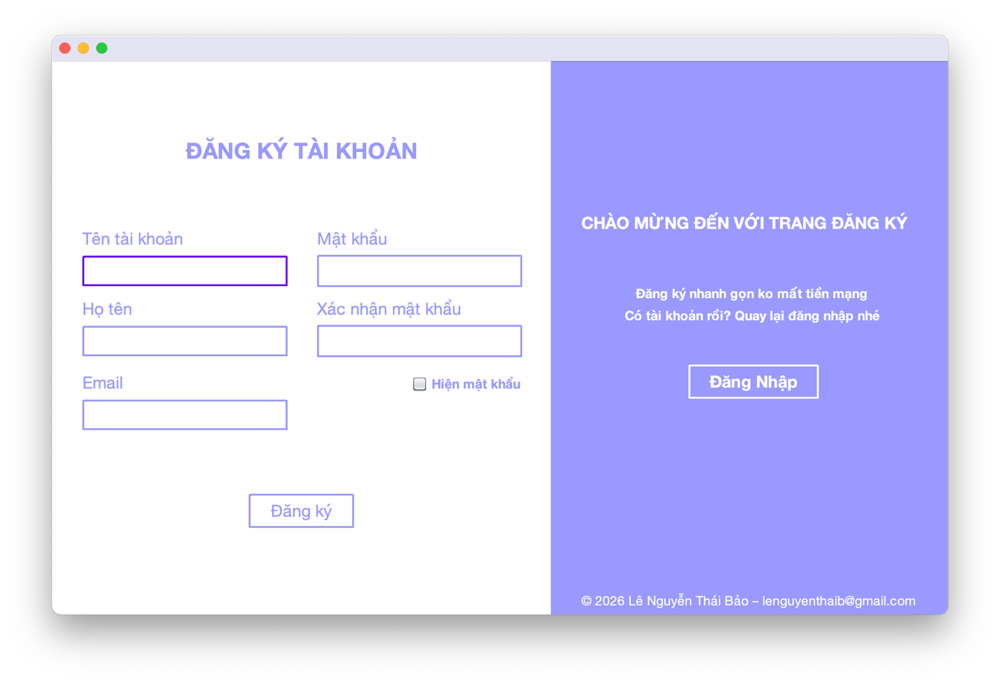 ĐĂNG KÝ TÀI KHOẢN
Tên tài khoản
Mật khẩu
Họ tên
Xác nhận mật khẩu
Email
Hiện mật khẩu
Đăng ký
CHÀO MỪNG ĐẾN VỚI TRANG ĐĂNG KÝ
Đăng ký nhanh gọn ko mất tiền mạng
Có tài khoản rồi? Quay lại đăng nhập nhé
Đăng Nhập
© 2026 Lê Nguyễn Thái Bảo – lenguyenthaib@gmail.com